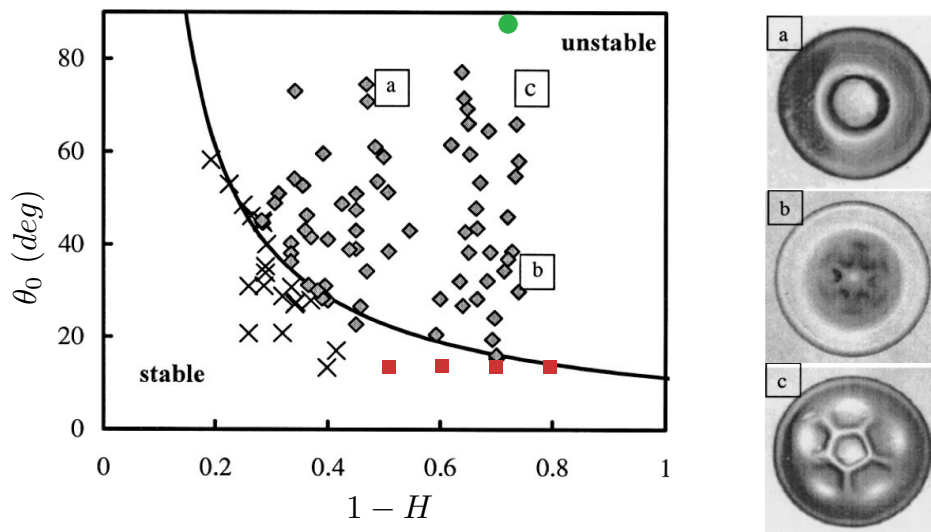 80
60
40
20
0
θ₀ (deg)
unstable
a
c
b
stable
0 0.2 0.4 0.6 0.8 1
1 − H
a
b
c